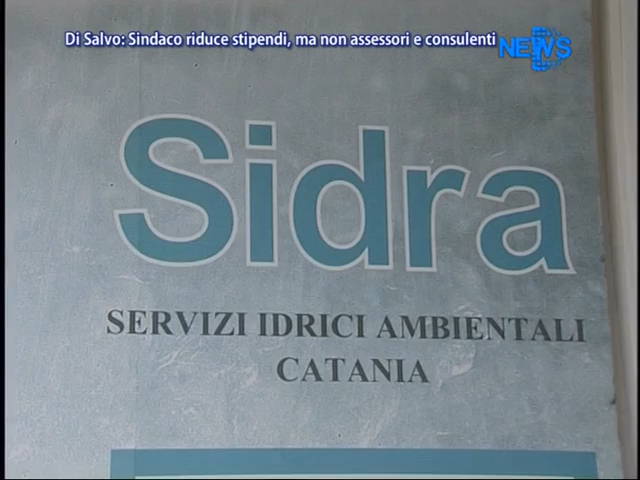 Di Salvo: Sindaco riduce stipendi, ma non assessori e consulenti
NEWS
Sidra
SERVIZI IDRICI AMBIENTALI
CATANIA